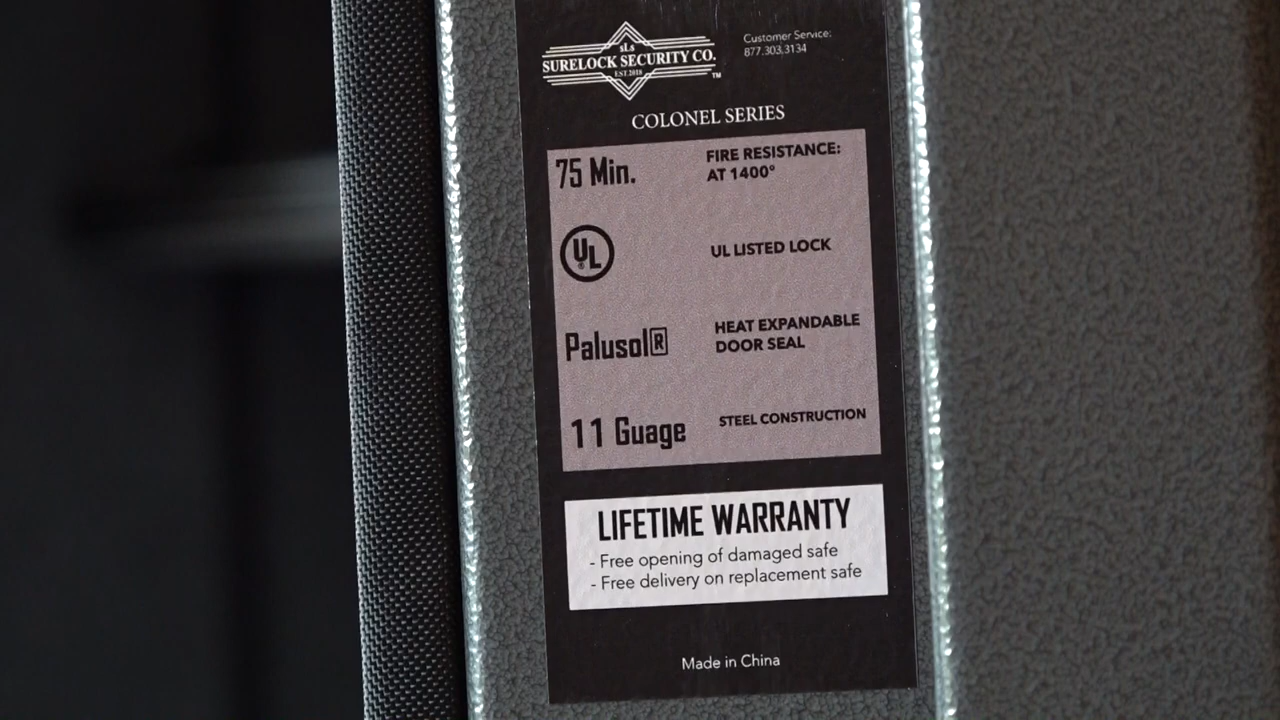 sLs
SURELOCK SECURITY CO.
EST. 2018
TM
Customer Service:
877.303.3134
COLONEL SERIES
75 Min.
FIRE RESISTANCE:
AT 1400°
UL
UL LISTED LOCK
Palusol®
HEAT EXPANDABLE
DOOR SEAL
11 Guage
STEEL CONSTRUCTION
LIFETIME WARRANTY
- Free opening of damaged safe
- Free delivery on replacement safe
Made in China